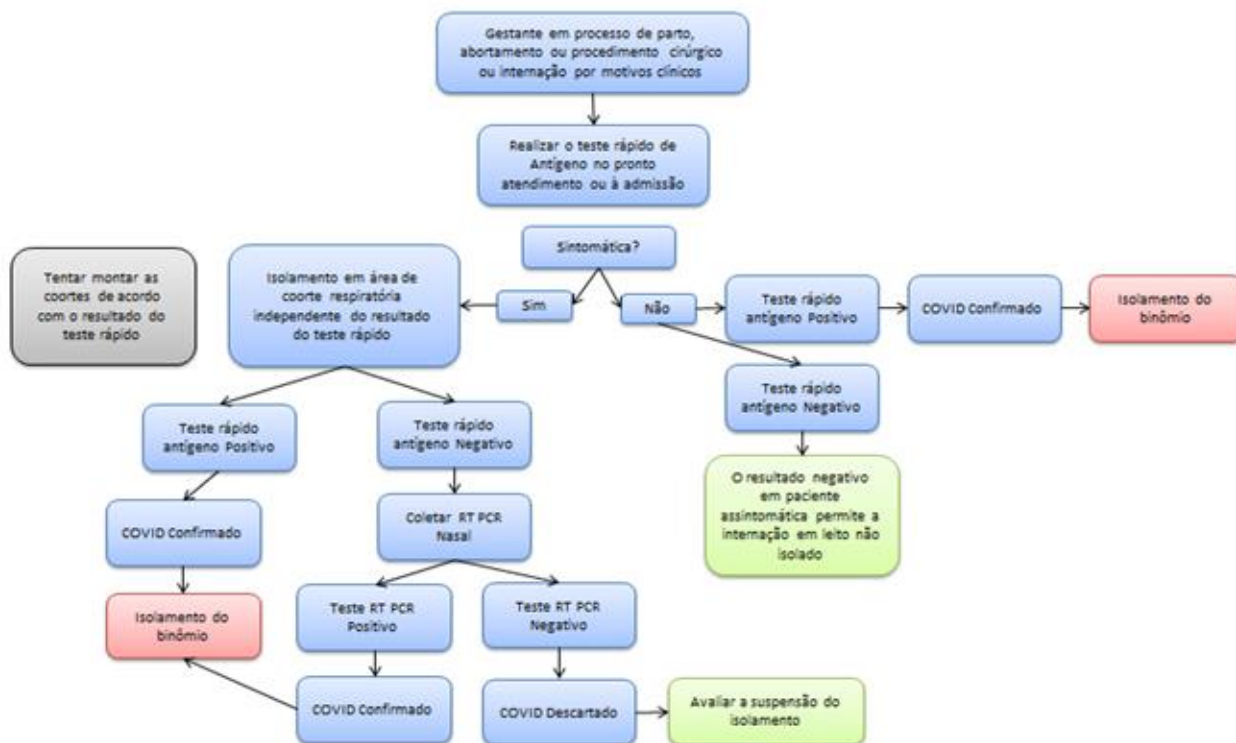 Gestante em processo de parto,
abortamento ou procedimento cirúrgico
ou internação por motivos clínicos
Realizar o teste rápido de
Antígeno no pronto
atendimento ou à admissão
Sintomática?
Tentar montar as
coortes de acordo
com o resultado do
teste rápido
Isolamento em área de
coorte respiratória
independente do resultado
do teste rápido
Sim
Não
Teste rápido
antígeno Positivo
COVID Confirmado
Isolamento do
binômio
Teste rápido
antígeno Positivo
Teste rápido
antígeno Negativo
Teste rápido
antígeno Negativo
COVID Confirmado
Coletar RT PCR
Nasal
O resultado negativo
em paciente
assintomática permite a
internação em leito não
isolado
Isolamento do
binômio
Teste RT PCR
Positivo
Teste RT PCR
Negativo
COVID Confirmado
COVID Descartado
Avaliar a suspensão do
isolamento